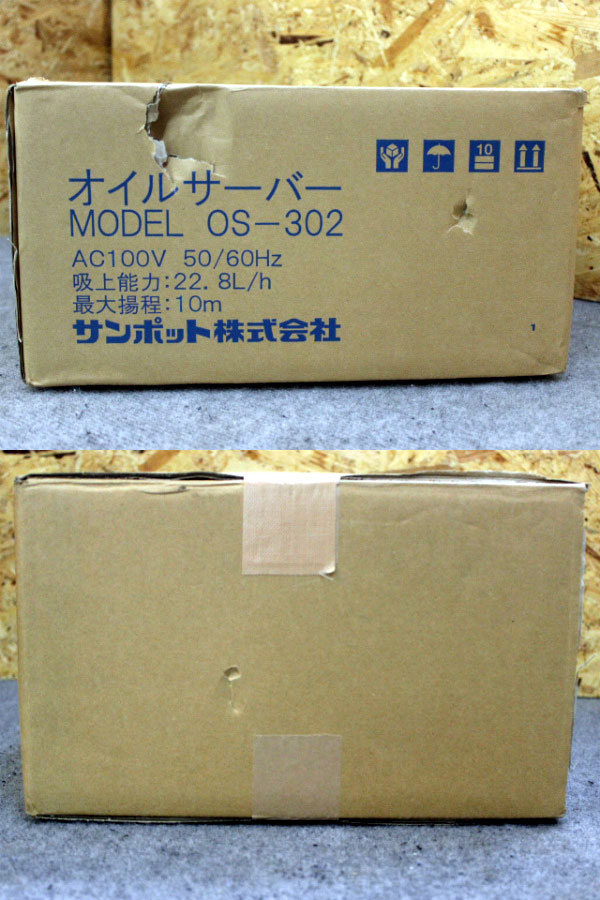 10
オイルサーバー
MODEL OS-302
AC100V 50/60Hz
吸上能力:22.8L/h
最大揚程:10m
サンポット株式会社
1